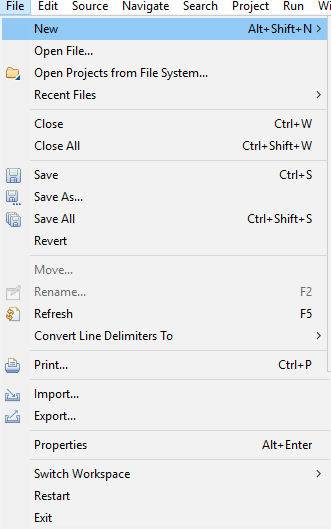 File Edit Source Navigate Search Project Run
New Alt+Shift+N >
Open File...
Open Projects from File System...
Recent Files >
Close Ctrl+W
Close All Ctrl+Shift+W
Save Ctrl+S
Save As...
Save All Ctrl+Shift+S
Revert
Move...
Rename... F2
Refresh F5
Convert Line Delimiters To >
Print... Ctrl+P
Import...
Export...
Properties Alt+Enter
Switch Workspace >
Restart
Exit